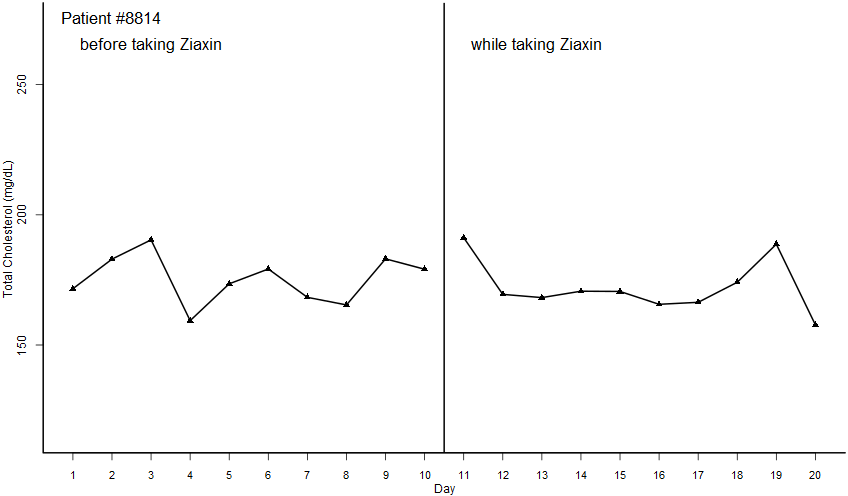 Patient #8814
before taking Ziaxin
while taking Ziaxin
250
200
150
Total Cholesterol (mg/dL)
1 2 3 4 5 6 7 8 9 10 11 12 13 14 15 16 17 18 19 20
Day